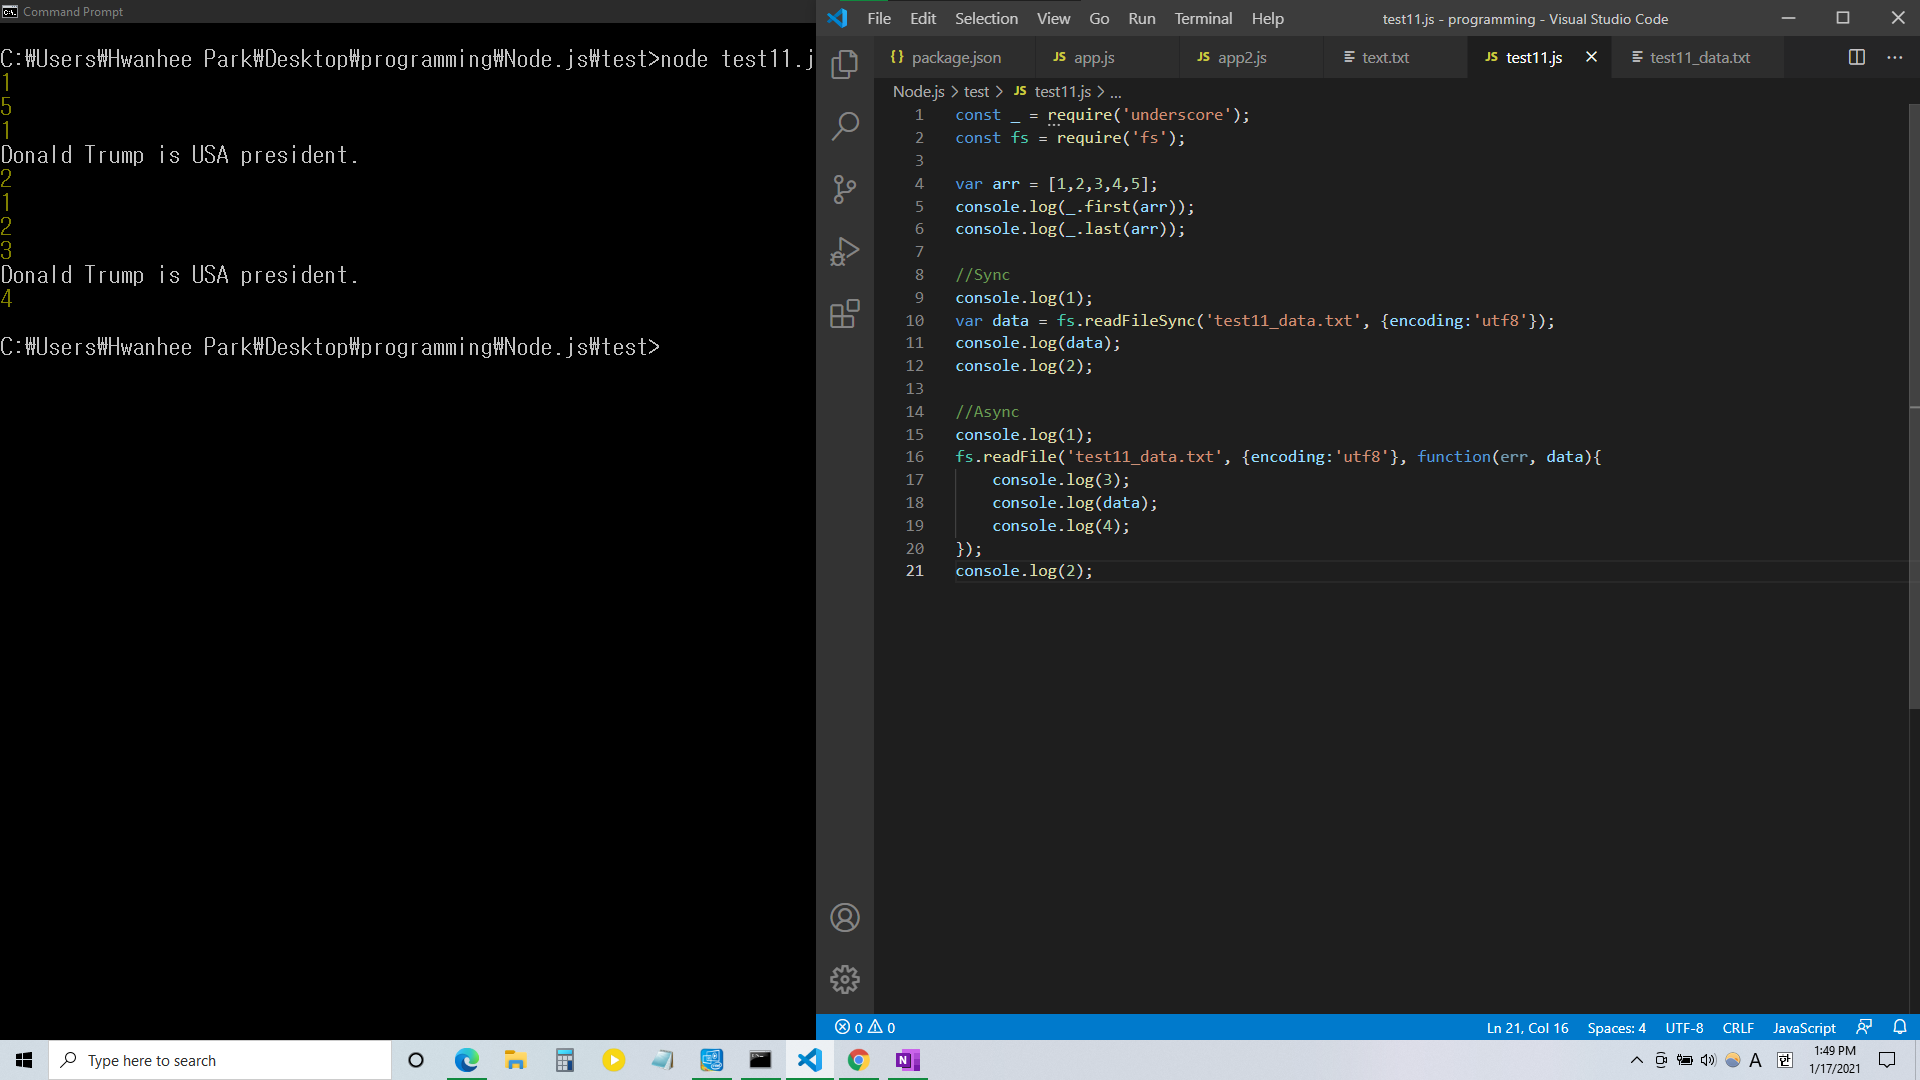 Command Prompt
C:₩Users₩Hwanhee Park₩Desktop₩programming₩Node.js₩test>node test11.j
1
5
1
Donald Trump is USA president.
2
1
2
3
Donald Trump is USA president.
4
C:₩Users₩Hwanhee Park₩Desktop₩programming₩Node.js₩test>
File Edit Selection View Go Run Terminal Help test11.js - programming - Visual Studio Code
{} package.json JS app.js JS app2.js text.txt JS test11.js test11_data.txt
Node.js > test > JS test11.js > ...
1 const _ = require('underscore');
2 const fs = require('fs');
3
4 var arr = [1,2,3,4,5];
5 console.log(_.first(arr));
6 console.log(_.last(arr));
7
8 //Sync
9 console.log(1);
10 var data = fs.readFileSync('test11_data.txt', {encoding:'utf8'});
11 console.log(data);
12 console.log(2);
13
14 //Async
15 console.log(1);
16 fs.readFile('test11_data.txt', {encoding:'utf8'}, function(err, data){
17 console.log(3);
18 console.log(data);
19 console.log(4);
20 });
21 console.log(2);
0 0 Ln 21, Col 16 Spaces: 4 UTF-8 CRLF JavaScript
Type here to search
A 한 1:49 PM
1/17/2021